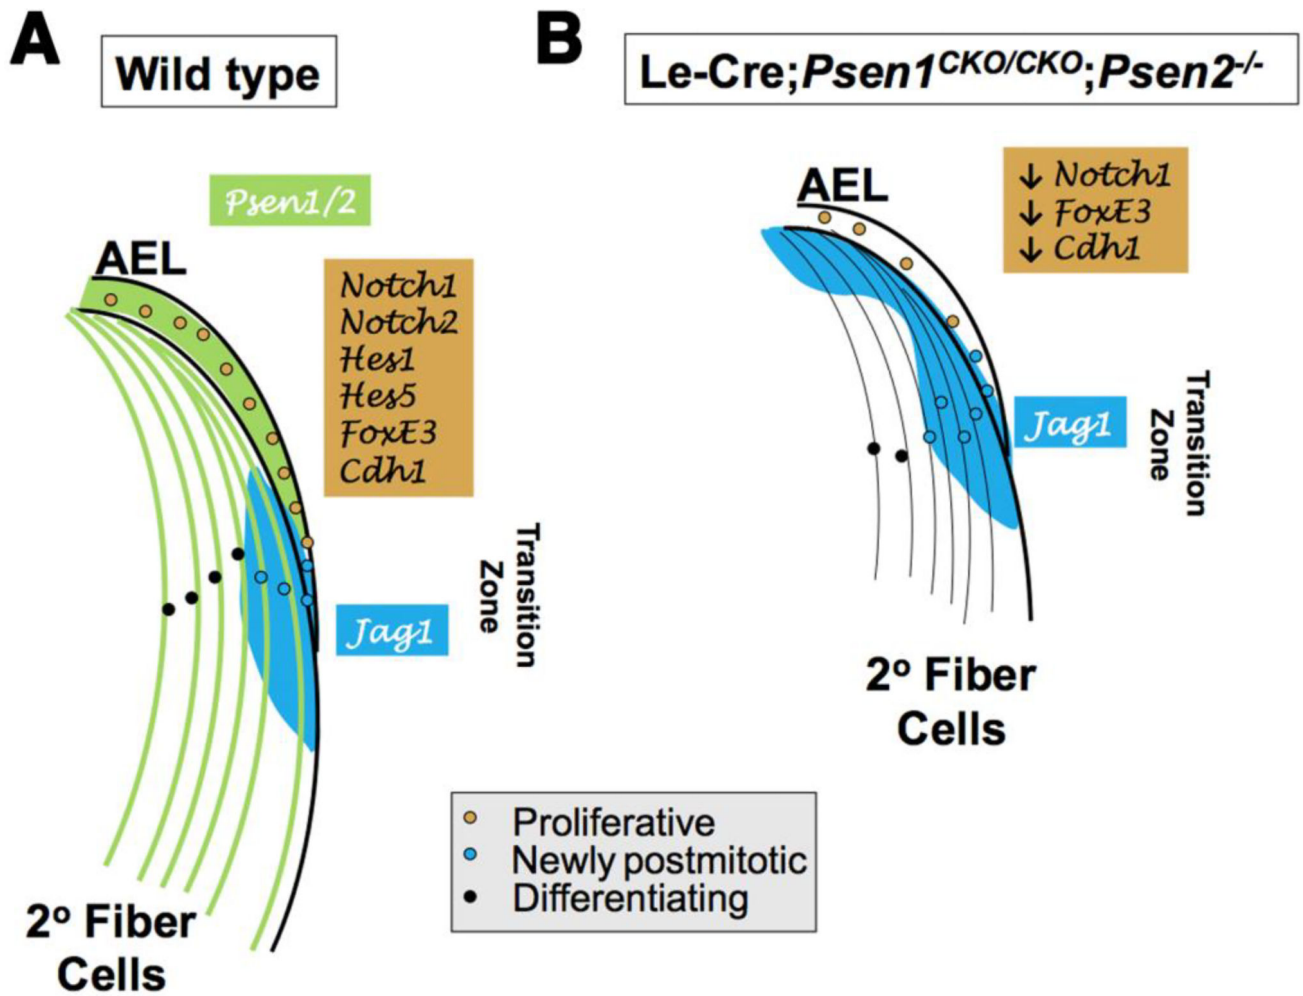 A
Wild type
Psen1/2
AEL
Notch1
Notch2
Hes1
Hes5
FoxE3
Cdh1
Transition
Zone
Jag1
2º Fiber
Cells
B
Le-Cre;Psen1CKO/CKO;Psen2-/-
AEL
↓ Notch1
↓ FoxE3
↓ Cdh1
Jag1
Transition
Zone
2º Fiber
Cells
Proliferative
Newly postmitotic
Differentiating